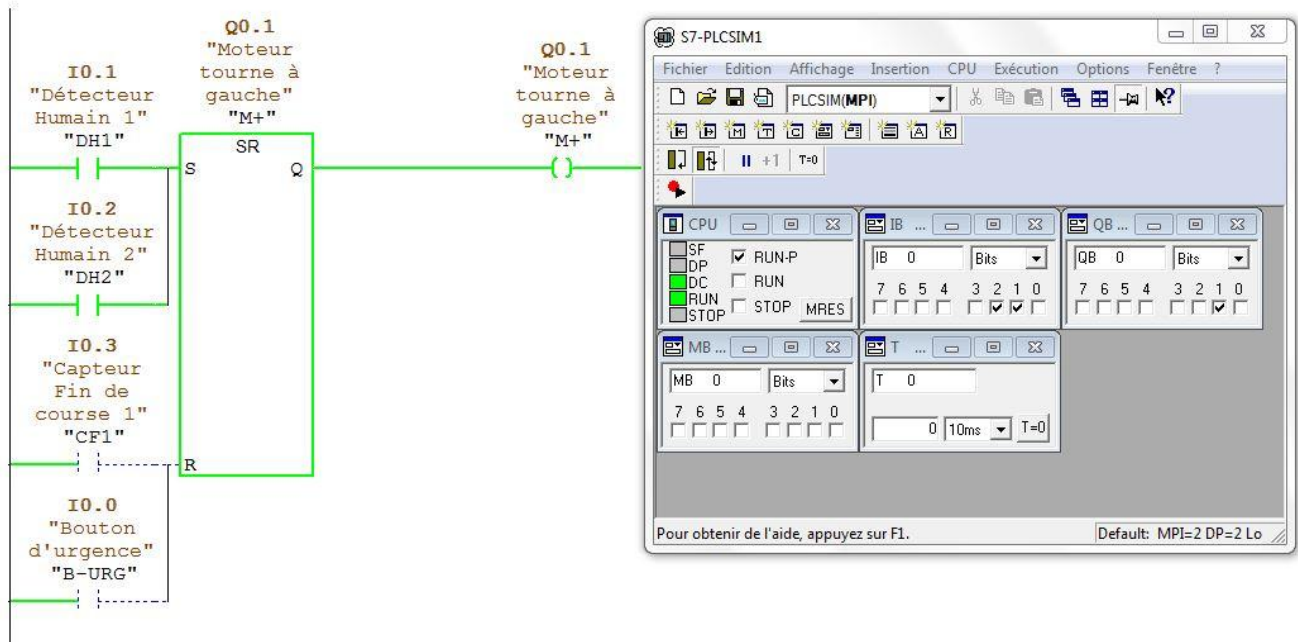 Q0.1
"Moteur
tourne à
gauche"
"M+"
Q0.1
"Moteur
tourne à
gauche"
"M+"
I0.1
"Détecteur
Humain 1"
"DH1"
SR
S Q
I0.2
"Détecteur
Humain 2"
"DH2"
I0.3
"Capteur
Fin de
course 1"
"CF1"
R
I0.0
"Bouton
d'urgence"
"B-URG"
S7-PLCSIM1
Fichier Edition Affichage Insertion CPU Exécution Options Fenêtre ?
PLCSIM(MPI)
+1 T=0
CPU
SF
DP
DC
RUN
STOP
RUN-P
RUN
STOP MRES
IB ...
IB 0 Bits
7 6 5 4 3 2 1 0
QB ...
QB 0 Bits
7 6 5 4 3 2 1 0
MB ...
MB 0 Bits
7 6 5 4 3 2 1 0
T ...
T 0
0 10ms T=0
Pour obtenir de l'aide, appuyez sur F1. Default: MPI=2 DP=2 Lo